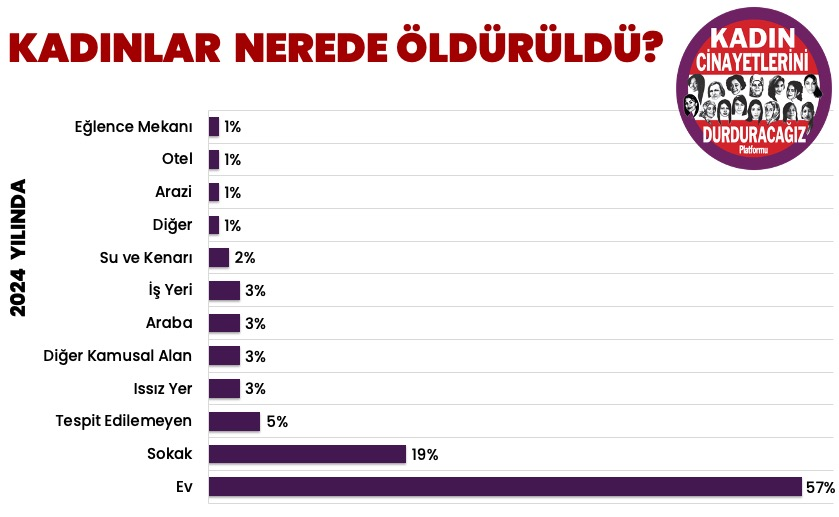 KADINLAR NEREDE ÖLDÜRÜLDÜ?
KADIN
CİNAYETLERİNİ
DURDURACAĞIZ
Platformu
2024 YILINDA
Eğlence Mekanı 1%
Otel 1%
Arazi 1%
Diğer 1%
Su ve Kenarı 2%
İş Yeri 3%
Araba 3%
Diğer Kamusal Alan 3%
Issız Yer 3%
Tespit Edilemeyen 5%
Sokak 19%
Ev 57%